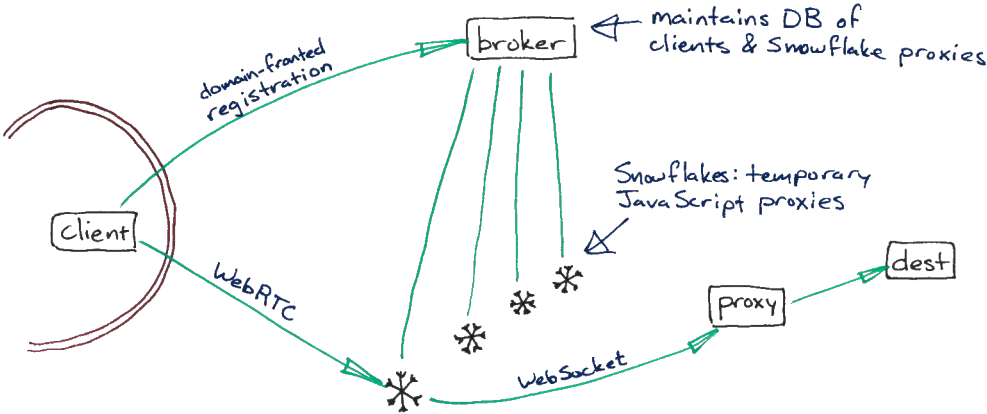 maintains DB of
clients & Snowflake proxies
broker
domain-fronted
registration
Snowflakes: temporary
JavaScript proxies
client
dest
WebRTC
proxy
WebSocket